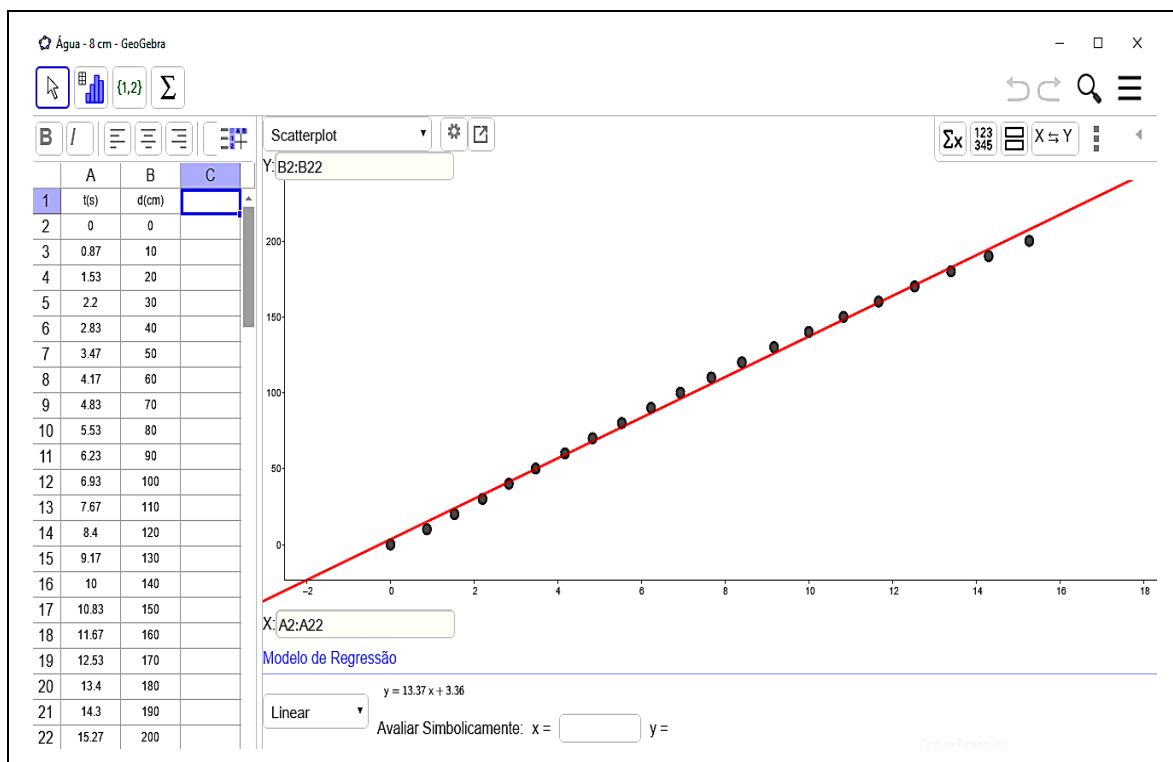 Água - 8 cm - GeoGebra
{1,2} Σ
B I
Scatterplot
Σx 123 345 X ⇆ Y
Y: B2:B22
A B C
1 t(s) d(cm)
2 0 0
3 0.87 10
4 1.53 20
5 2.2 30
6 2.83 40
7 3.47 50
8 4.17 60
9 4.83 70
10 5.53 80
11 6.23 90
12 6.93 100
13 7.67 110
14 8.4 120
15 9.17 130
16 10 140
17 10.83 150
18 11.67 160
19 12.53 170
20 13.4 180
21 14.3 190
22 15.27 200
200
150
100
50
0
-2 0 2 4 6 8 10 12 14 16 18
X: A2:A22
Modelo de Regressão
y = 13.37 x + 3.36
Linear
Avaliar Simbolicamente: x = y =